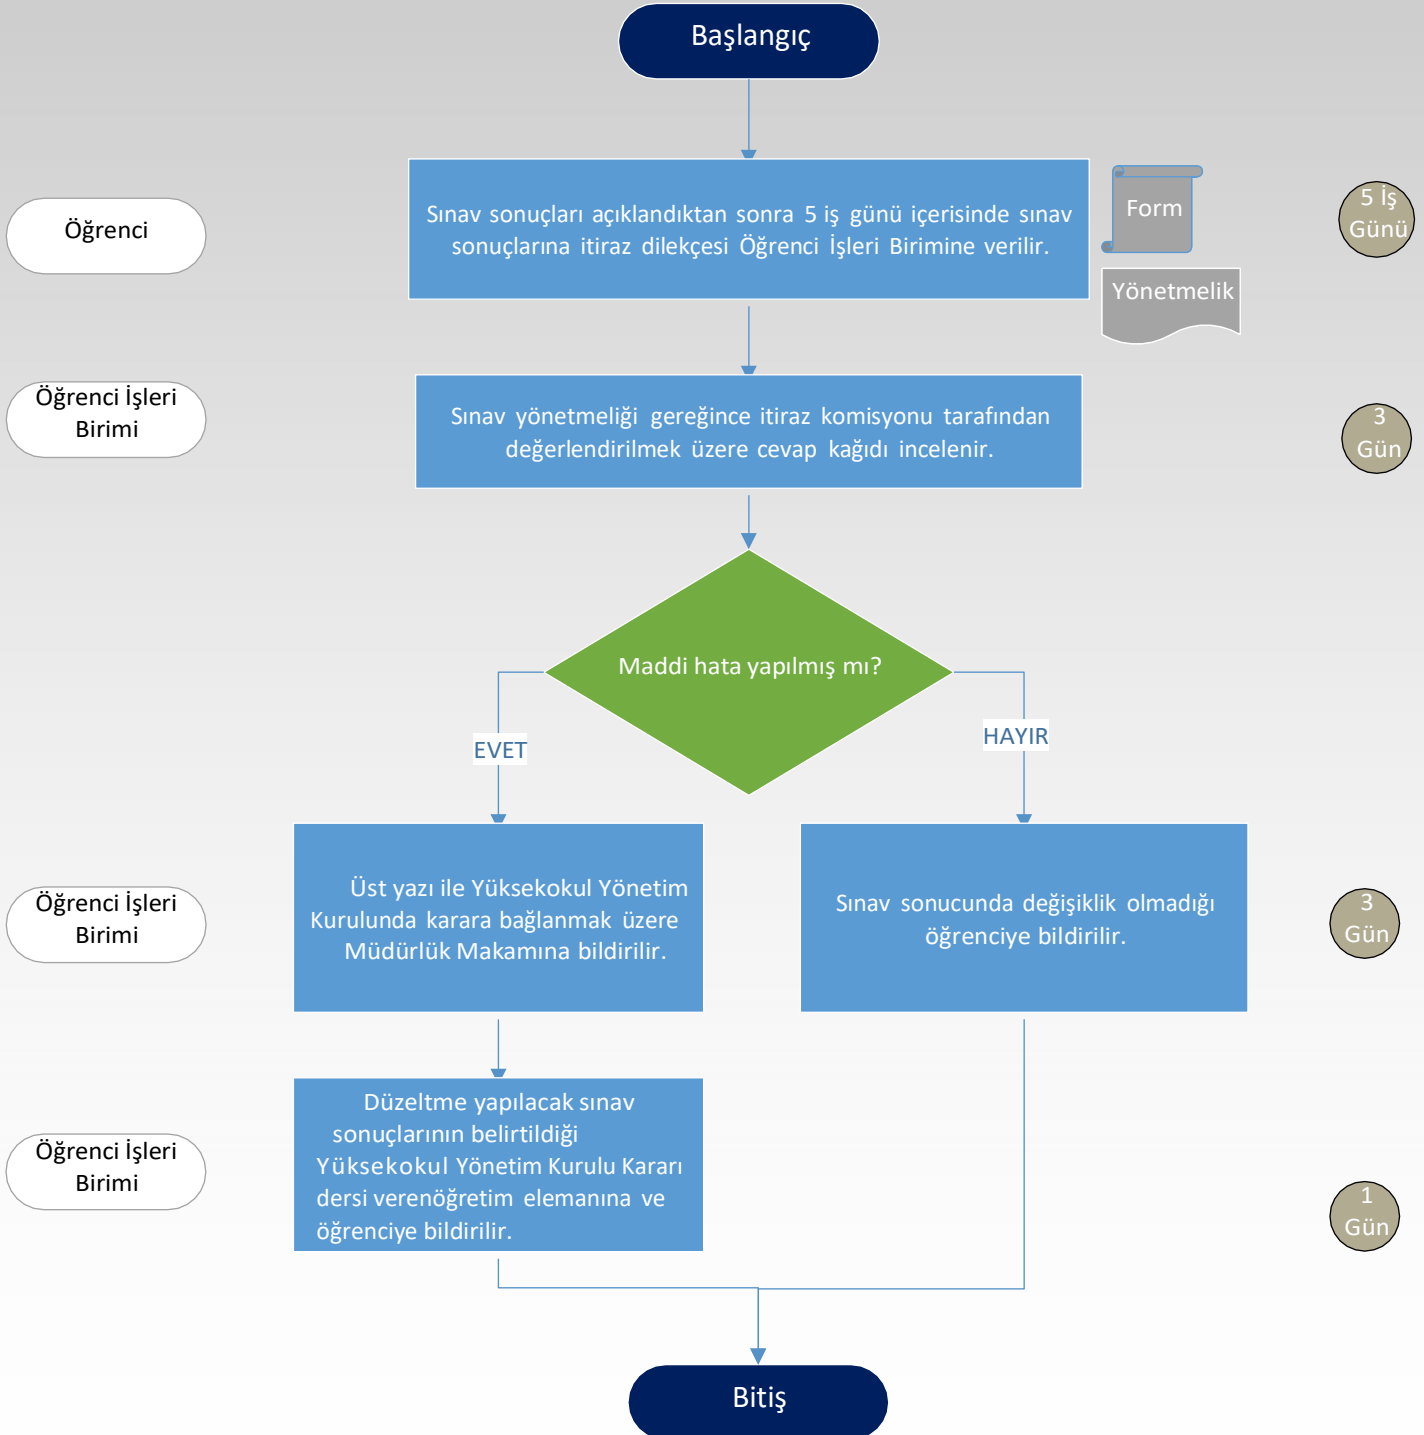 Başlangıç
Öğrenci
Sınav sonuçları açıklandıktan sonra 5 iş günü içerisinde sınav
sonuçlarına itiraz dilekçesi Öğrenci İşleri Birimine verilir.
Form
Yönetmelik
5 İş
Günü
Öğrenci İşleri
Birimi
Sınav yönetmeliği gereğince itiraz komisyonu tarafından
değerlendirilmek üzere cevap kağıdı incelenir.
3
Gün
Maddi hata yapılmış mı?
EVET
HAYIR
Öğrenci İşleri
Birimi
Üst yazı ile Yüksekokul Yönetim
Kurulunda karara bağlanmak üzere
Müdürlük Makamına bildirilir.
Sınav sonucunda değişiklik olmadığı
öğrenciye bildirilir.
3
Gün
Öğrenci İşleri
Birimi
Düzeltme yapılacak sınav
sonuçlarının belirtildiği
Yüksekokul Yönetim Kurulu Kararı
dersi verenöğretim elemanına ve
öğrenciye bildirilir.
1
Gün
Bitiş